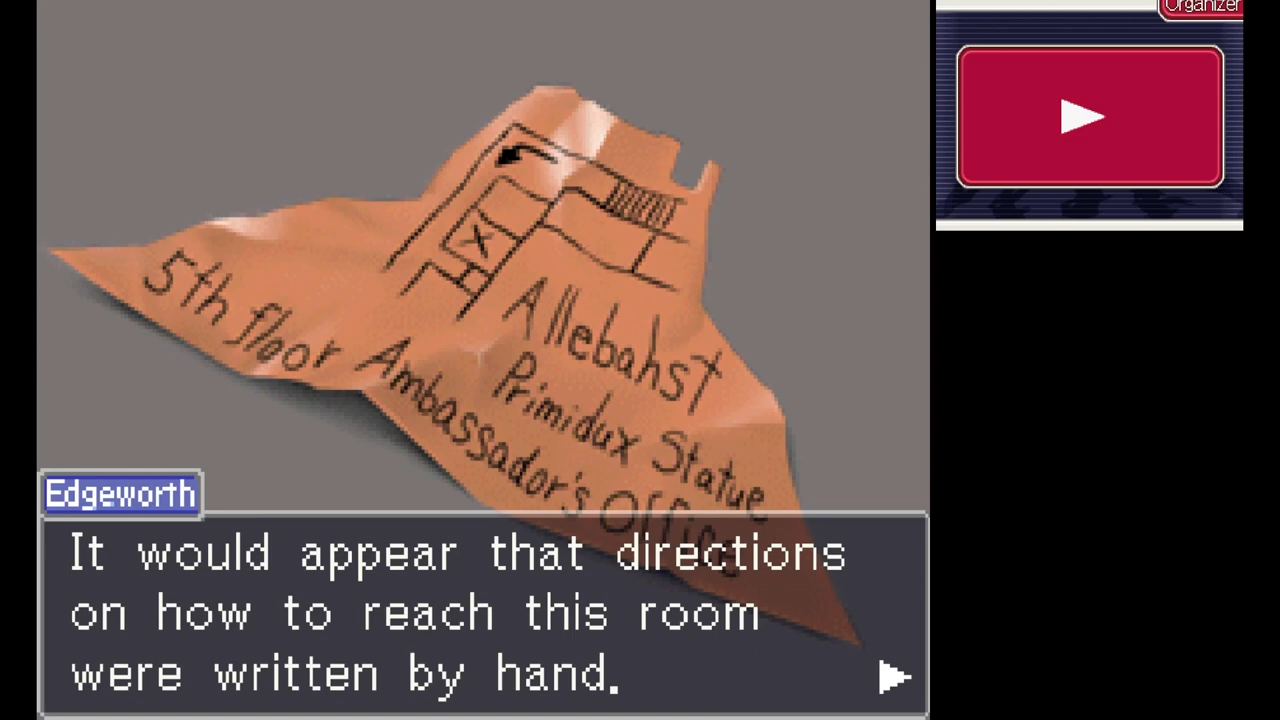 Organizer
5th floor
Allebahst
Primidux Statue
Ambassador's Office
Edgeworth
It would appear that directions
on how to reach this room
were written by hand.